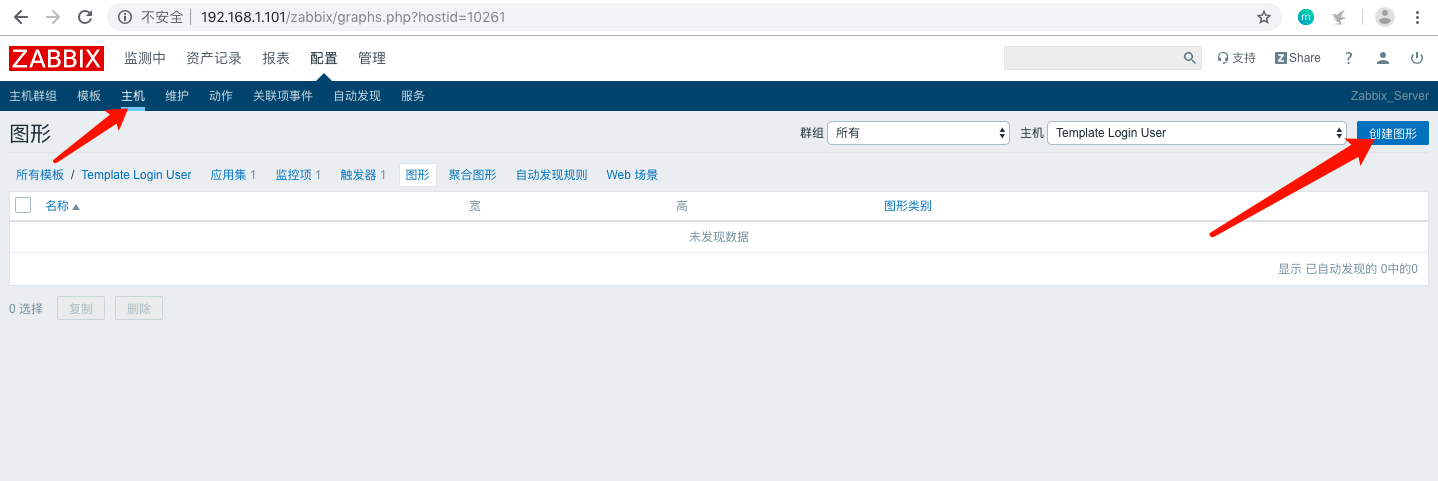 不安全 192.168.1.101/zabbix/graphs.php?hostid=10261 m
ZABBIX 监测中 资产记录 报表 配置 管理 支持 Z Share ?
主机群组 模板 主机 维护 动作 关联项事件 自动发现 服务 Zabbix_Server
图形 群组 所有 主机 Template Login User 创建图形
所有模板 / Template Login User 应用集 1 监控项 1 触发器 1 图形 聚合图形 自动发现规则 Web 场景
名称 宽 高 图形类别
未发现数据
显示 已自动发现的 0中的0
0 选择 复制 删除